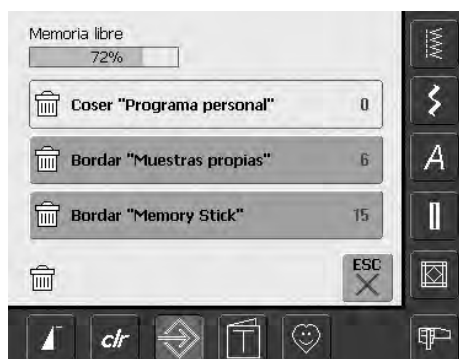 Memoria libre
72%
Coser "Programa personal" 0
Bordar "Muestras propias" 6
Bordar "Memory Stick" 15
ESC
A
clr
T